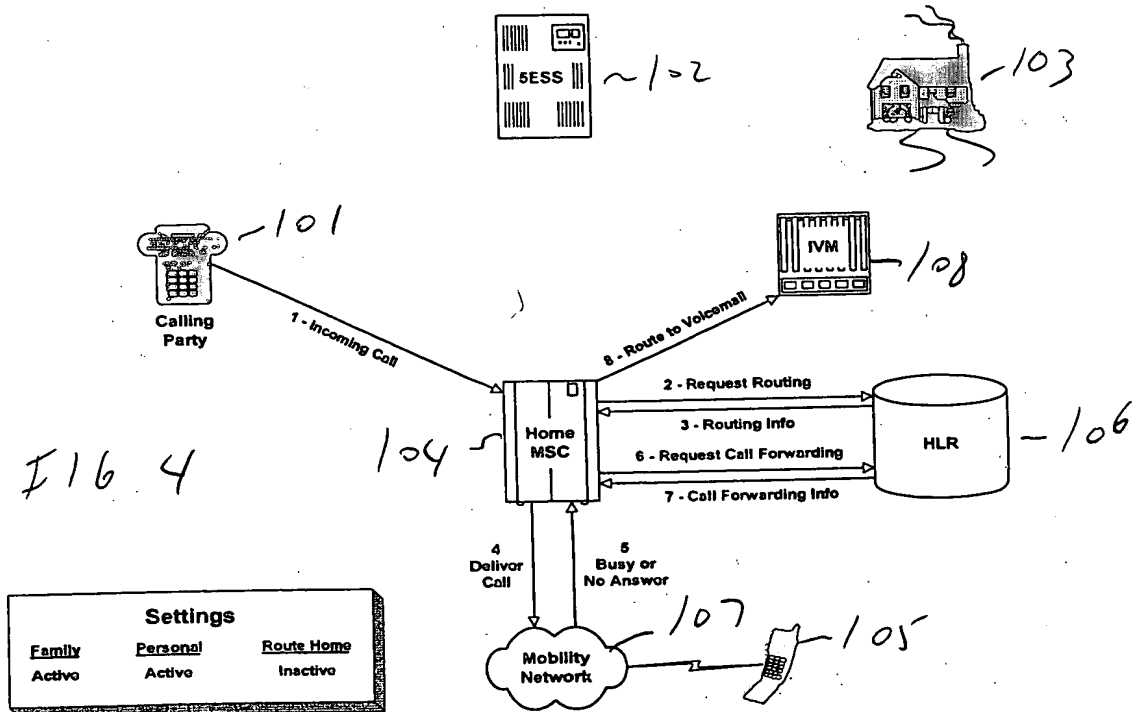 5ESS
~102
103
101
IVM
108
Calling
Party
1 - Incoming Call
8 - Route to Voicemail
2 - Request Routing
3 - Routing Info
Home
MSC
104
HLR
106
6 - Request Call Forwarding
7 - Call Forwarding Info
FIG 4
4
Deliver
Call
5
Busy or
No Answer
107
105
Mobility
Network
Settings
Family Personal Route Home
Active Active Inactive